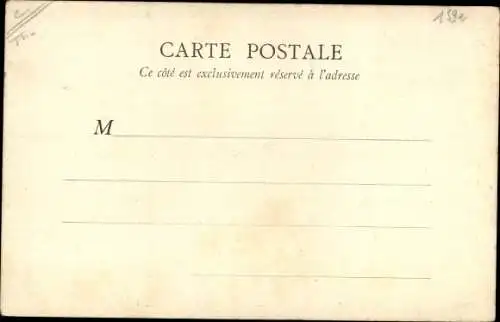 CARTE POSTALE
Ce côté est exclusivement réservé à l'adresse
M